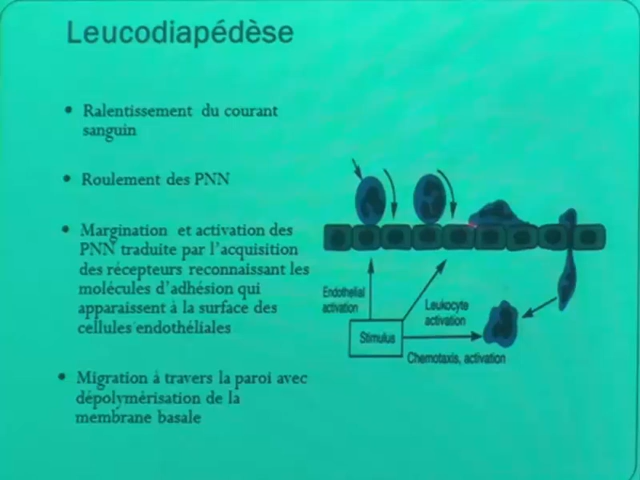 Leucodiapédèse
• Ralentissement du courant
sanguin
• Roulement des PNN
• Margination et activation des
PNN traduite par l'acquisition
des récepteurs reconnaissant les
molécules d'adhésion qui
apparaissent à la surface des
cellules endothéliales
• Migration à travers la paroi avec
dépolymérisation de la
membrane basale
Endothelial
activation
Leukocyte
activation
Stimulus
Chemotaxis, activation